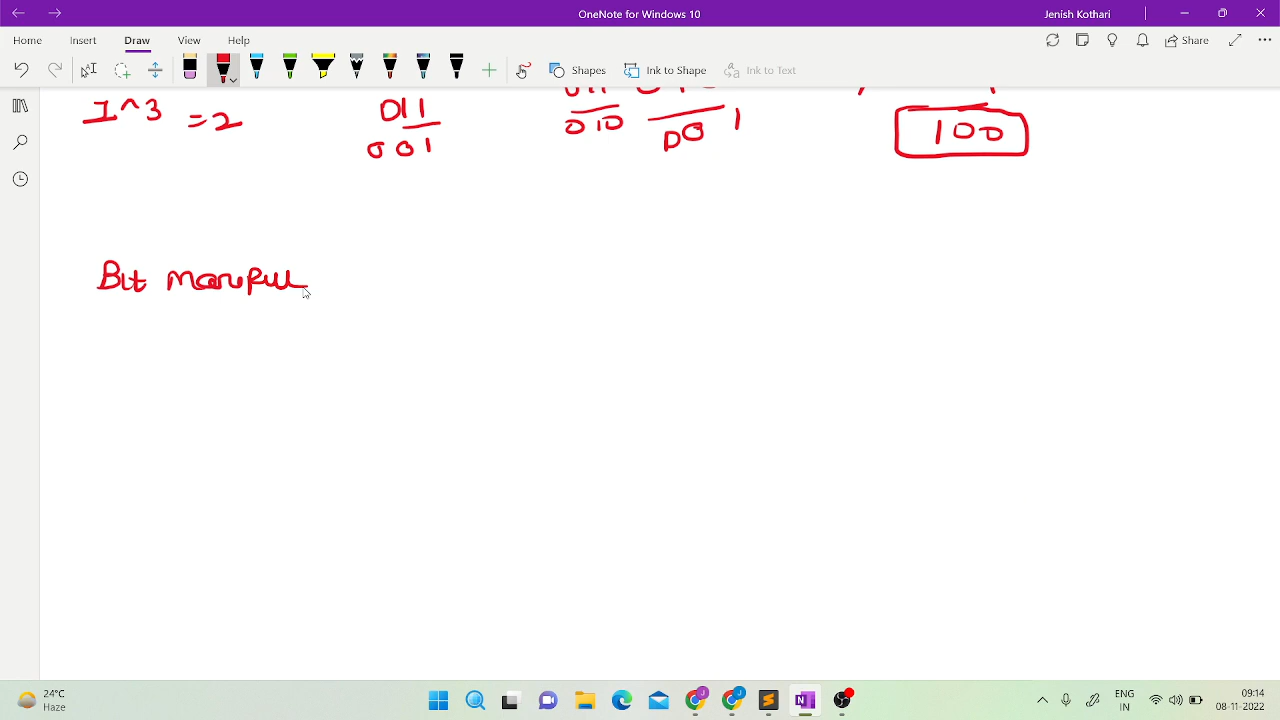 OneNote for Windows 10
Jenish Kothari
Home Insert Draw View Help
Share
Shapes Ink to Shape Ink to Text
I^3 = 2
011
001
010
001
100
Bit manipul
24°C
Haze
ENG
IN
09:14
08-11-2022